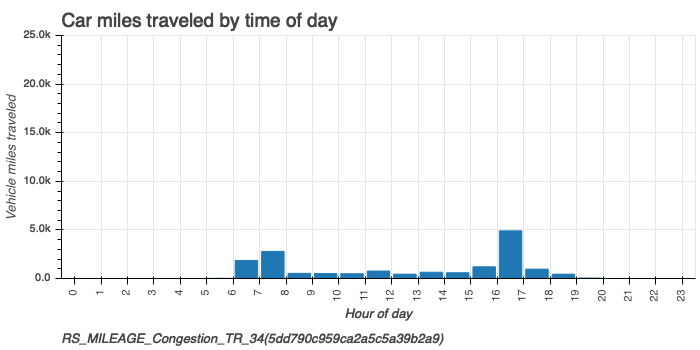 Car miles traveled by time of day
25.0k
20.0k
15.0k
10.0k
5.0k
0.0
Vehicle miles traveled
0 1 2 3 4 5 6 7 8 9 10 11 12 13 14 15 16 17 18 19 20 21 22 23
Hour of day
RS_MILEAGE_Congestion_TR_34(5dd790c959ca2a5c5a39b2a9)